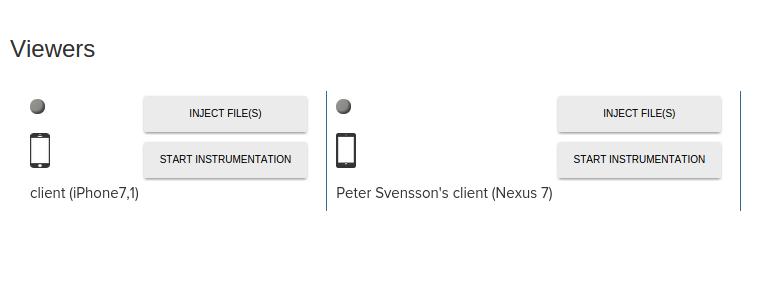 Viewers
INJECT FILE(S)
START INSTRUMENTATION
client (iPhone7,1)
INJECT FILE(S)
START INSTRUMENTATION
Peter Svensson's client (Nexus 7)